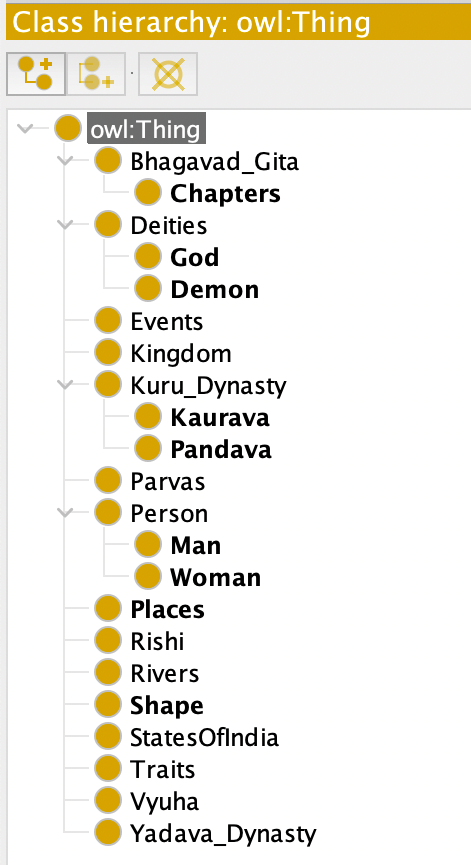 Class hierarchy: owl:Thing
owl:Thing
Bhagavad_Gita
Chapters
Deities
God
Demon
Events
Kingdom
Kuru_Dynasty
Kaurava
Pandava
Parvas
Person
Man
Woman
Places
Rishi
Rivers
Shape
StatesOfIndia
Traits
Vyuha
Yadava_Dynasty